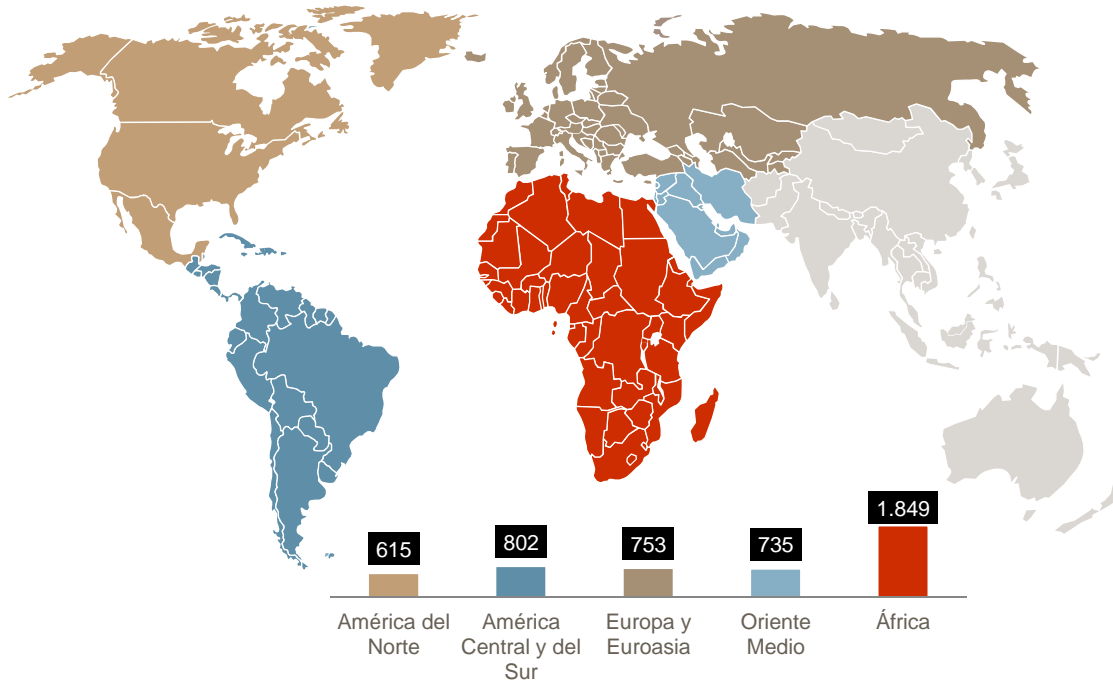 615
802
753
735
1.849
América del
Norte
América
Central y del
Sur
Europa y
Euroasia
Oriente
Medio
África